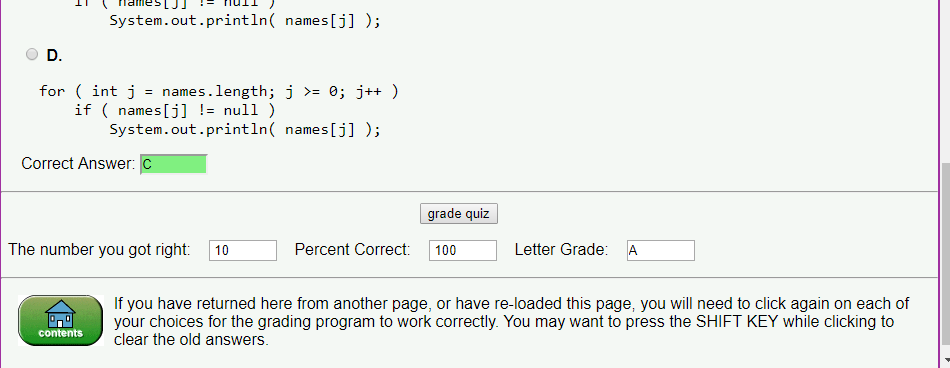 if ( names[j] != null )
System.out.println( names[j] );
D.
for ( int j = names.length; j >= 0; j++ )
if ( names[j] != null )
System.out.println( names[j] );
Correct Answer: C
grade quiz
The number you got right: 10 Percent Correct: 100 Letter Grade: A
If you have returned here from another page, or have re-loaded this page, you will need to click again on each of
your choices for the grading program to work correctly. You may want to press the SHIFT KEY while clicking to
clear the old answers.
contents